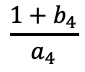 1 + b₄
a₄